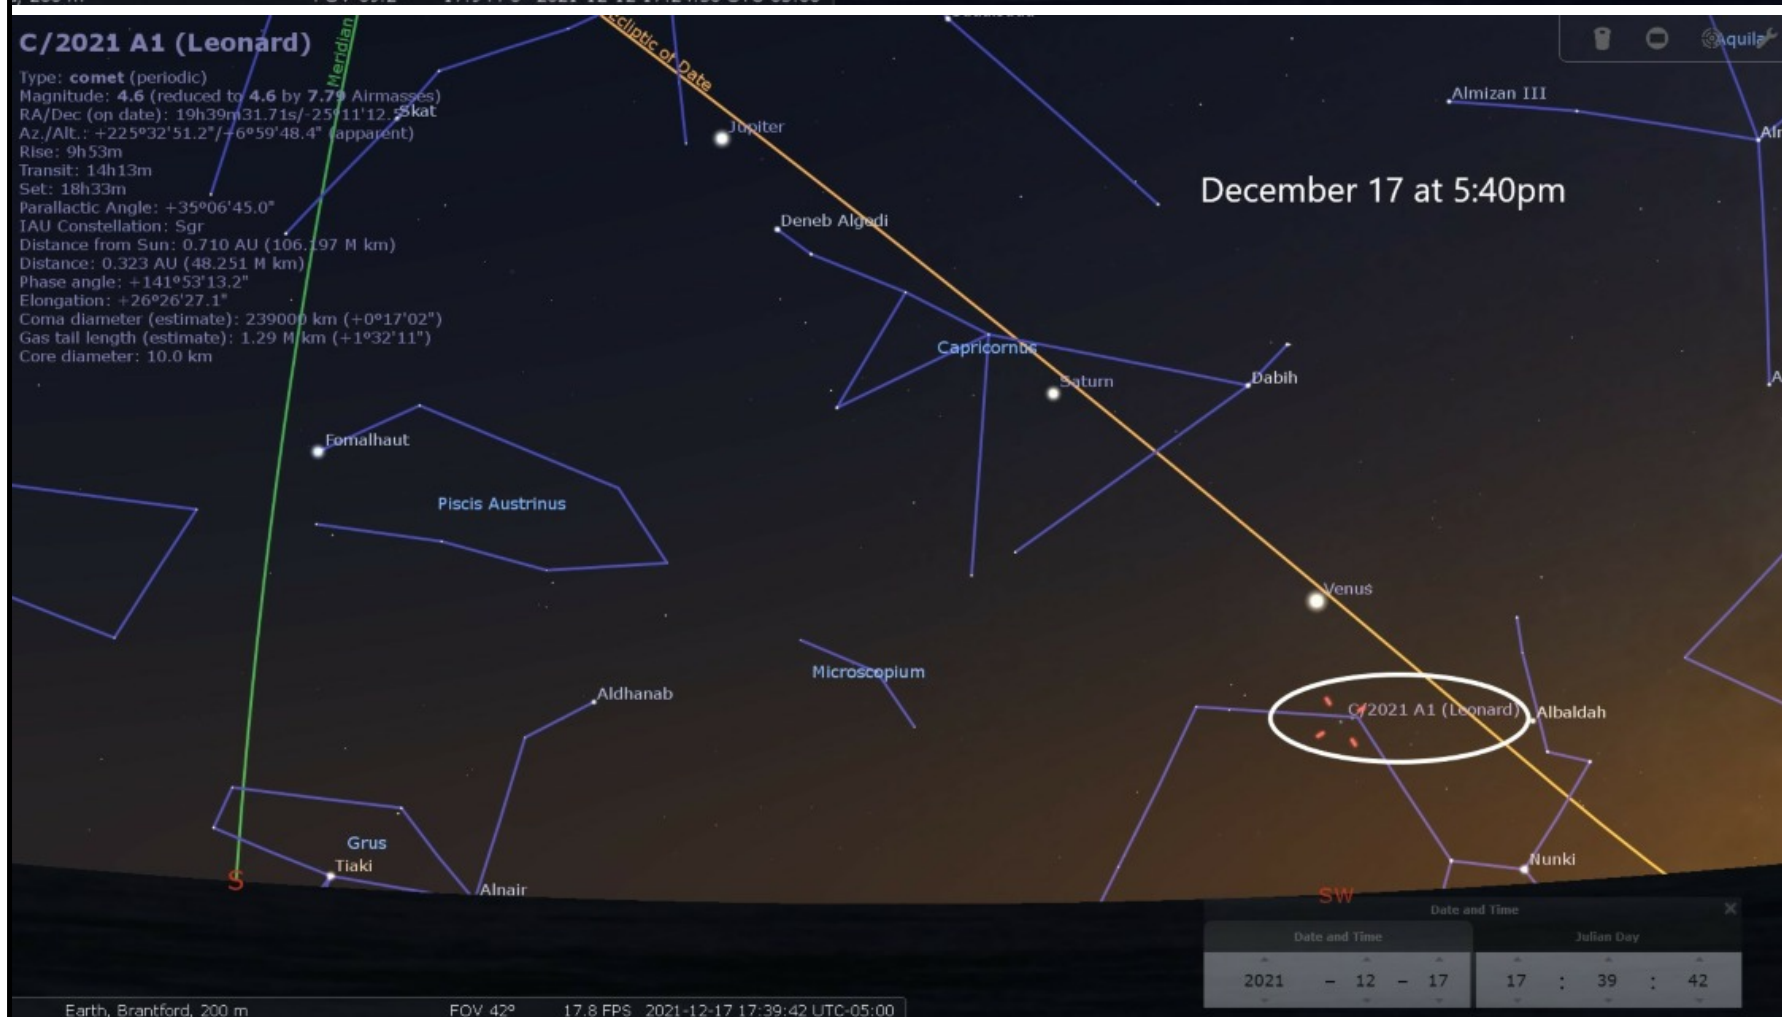 C/2021 A1 (Leonard)
Type: comet (periodic)
Magnitude: 4.6 (reduced to 4.6 by 7.79 Airmasses)
RA/Dec (on date): 19h39m31.71s/-25°11'12.5"
Az./Alt.: +225°32'51.2"/+6°59'48.4" (apparent)
Rise: 9h53m
Transit: 14h13m
Set: 18h33m
Parallactic Angle: +35°06'45.0"
IAU Constellation: Sgr
Distance from Sun: 0.710 AU (106.197 M km)
Distance: 0.323 AU (48.251 M km)
Phase angle: +141°53'13.2"
Elongation: +26°26'27.1"
Coma diameter (estimate): 239000 km (+0°17'02")
Gas tail length (estimate): 1.29 M km (+1°32'11")
Core diameter: 10.0 km
Meridian
Ecliptic of Date
Aquila
Skat
Almizan III
Jupiter
December 17 at 5:40pm
Deneb Algedi
Capricornus
Saturn
Dabih
Fomalhaut
Piscis Austrinus
Venus
Microscopium
Aldhanab
C/2021 A1 (Leonard)
Albaldah
Grus
Tiaki
Alnair
Nunki
S
SW
Date and Time
Date and Time
Julian Day
2021 - 12 - 17
17 : 39 : 42
Earth, Brantford, 200 m
FOV 42°
17.8 FPS
2021-12-17 17:39:42 UTC-05:00